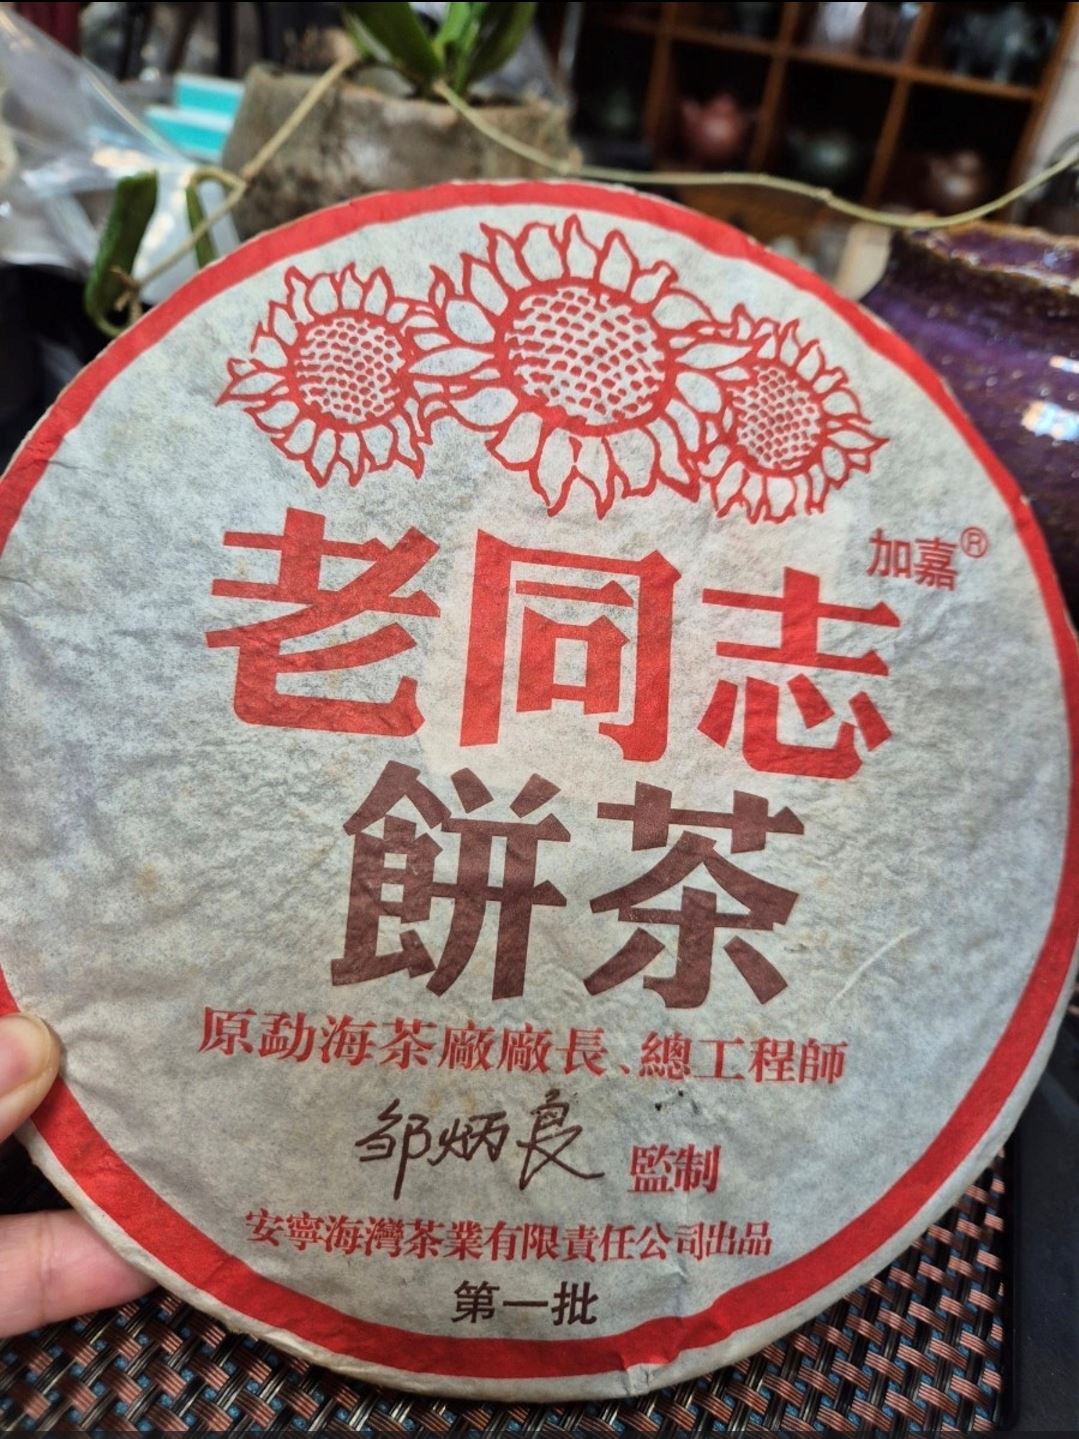 加嘉®
老同志
餅茶
原勐海茶廠廠長、總工程師
邹炳良 監制
安寧海灣茶業有限責任公司出品
第一批